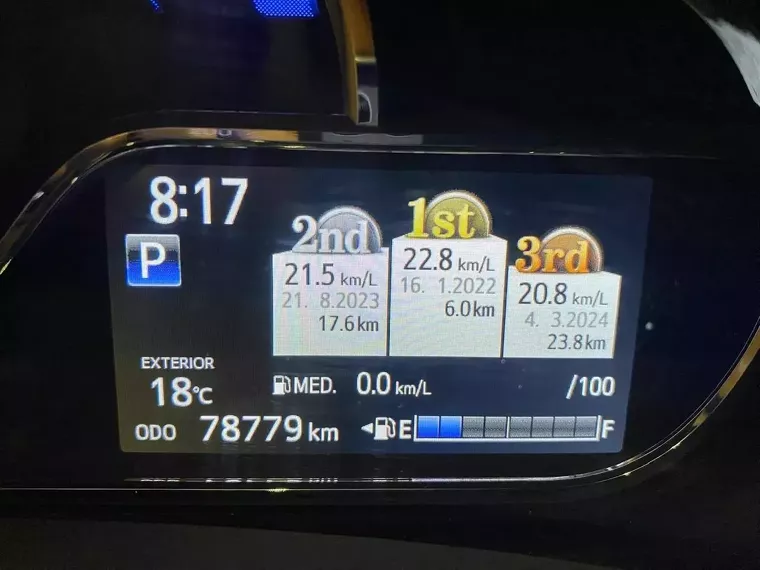 8:17
P
2nd
21.5 km/L
21. 8.2023
17.6 km
1st
22.8 km/L
16. 1.2022
6.0 km
3rd
20.8 km/L
4. 3.2024
23.8 km
EXTERIOR
18°C
MED. 0.0 km/L /100
ODO 78779 km
E F